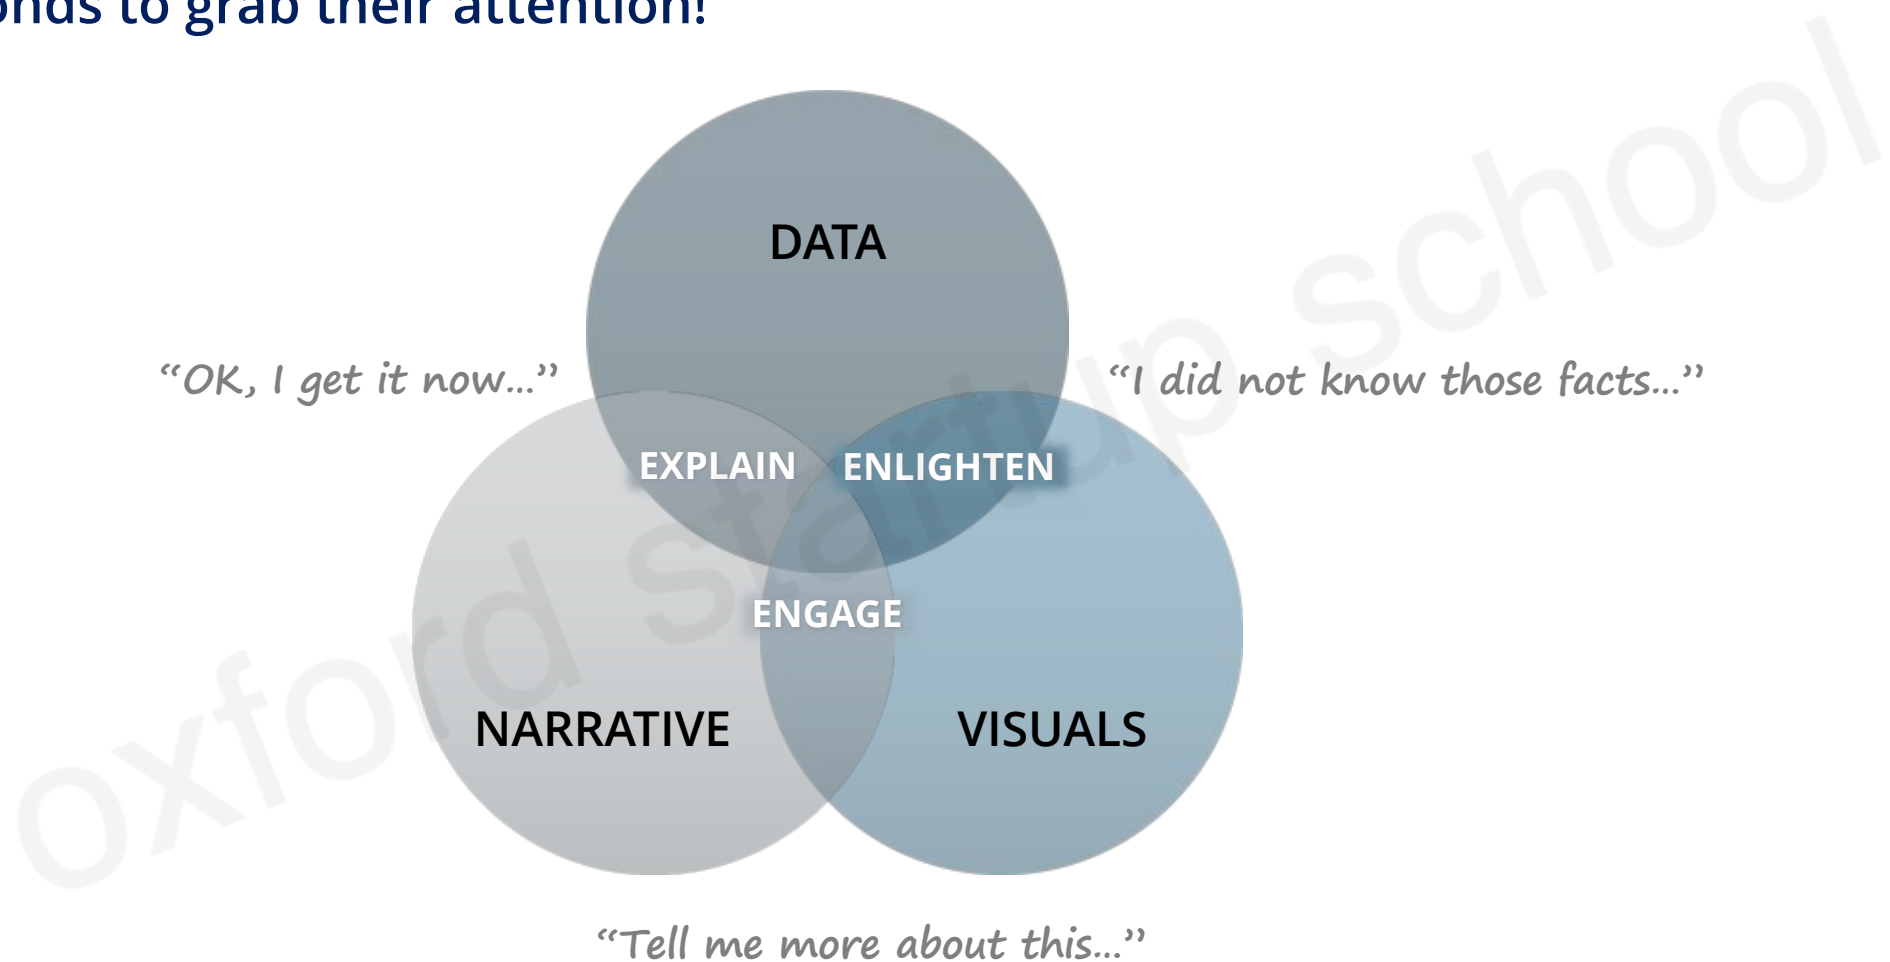 onds to grab their attention!
DATA
“OK, I get it now...”
“I did not know those facts...”
EXPLAIN
ENLIGHTEN
ENGAGE
NARRATIVE
VISUALS
“Tell me more about this...”
oxford startup school